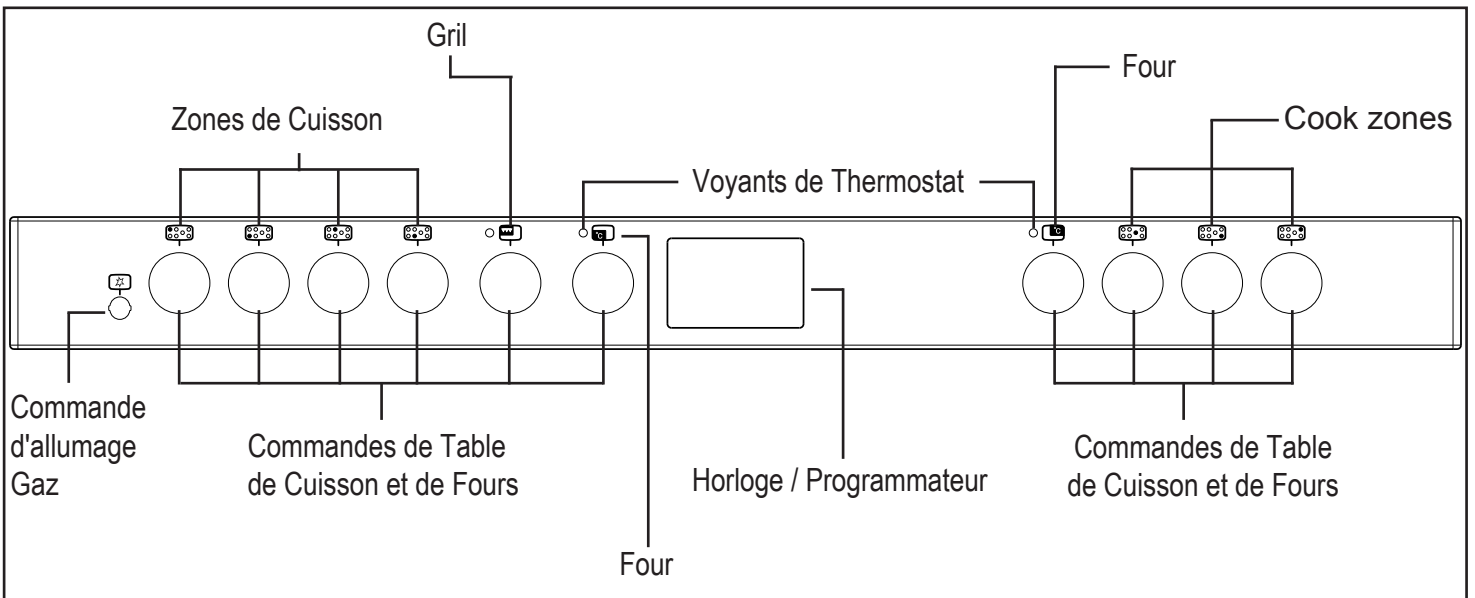 Gril
Four
Zones de Cuisson
Cook zones
Voyants de Thermostat
Commande
d'allumage
Gaz
Commandes de Table
de Cuisson et de Fours
Horloge / Programmateur
Commandes de Table
de Cuisson et de Fours
Four